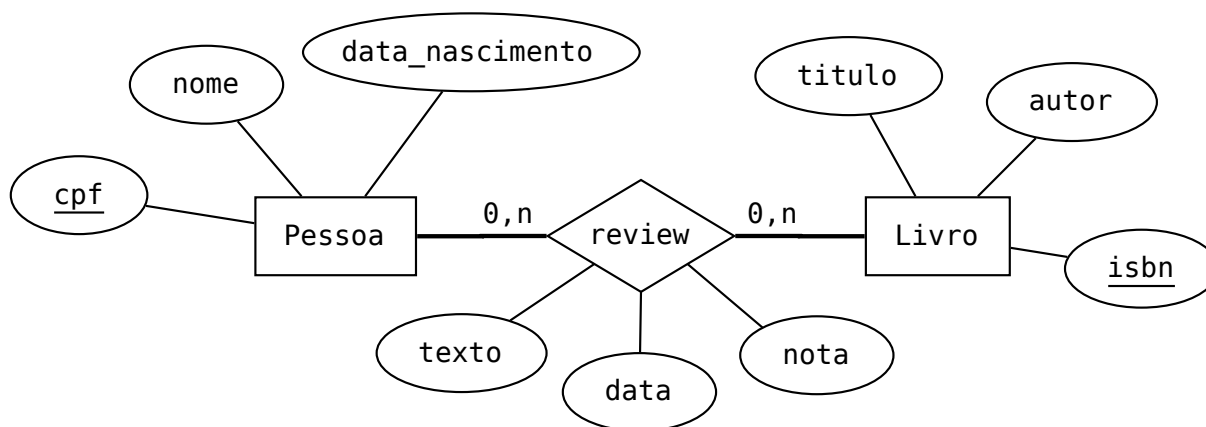 data_nascimento
nome
titulo
autor
cpf
Pessoa
0,n
review
0,n
Livro
isbn
texto
data
nota